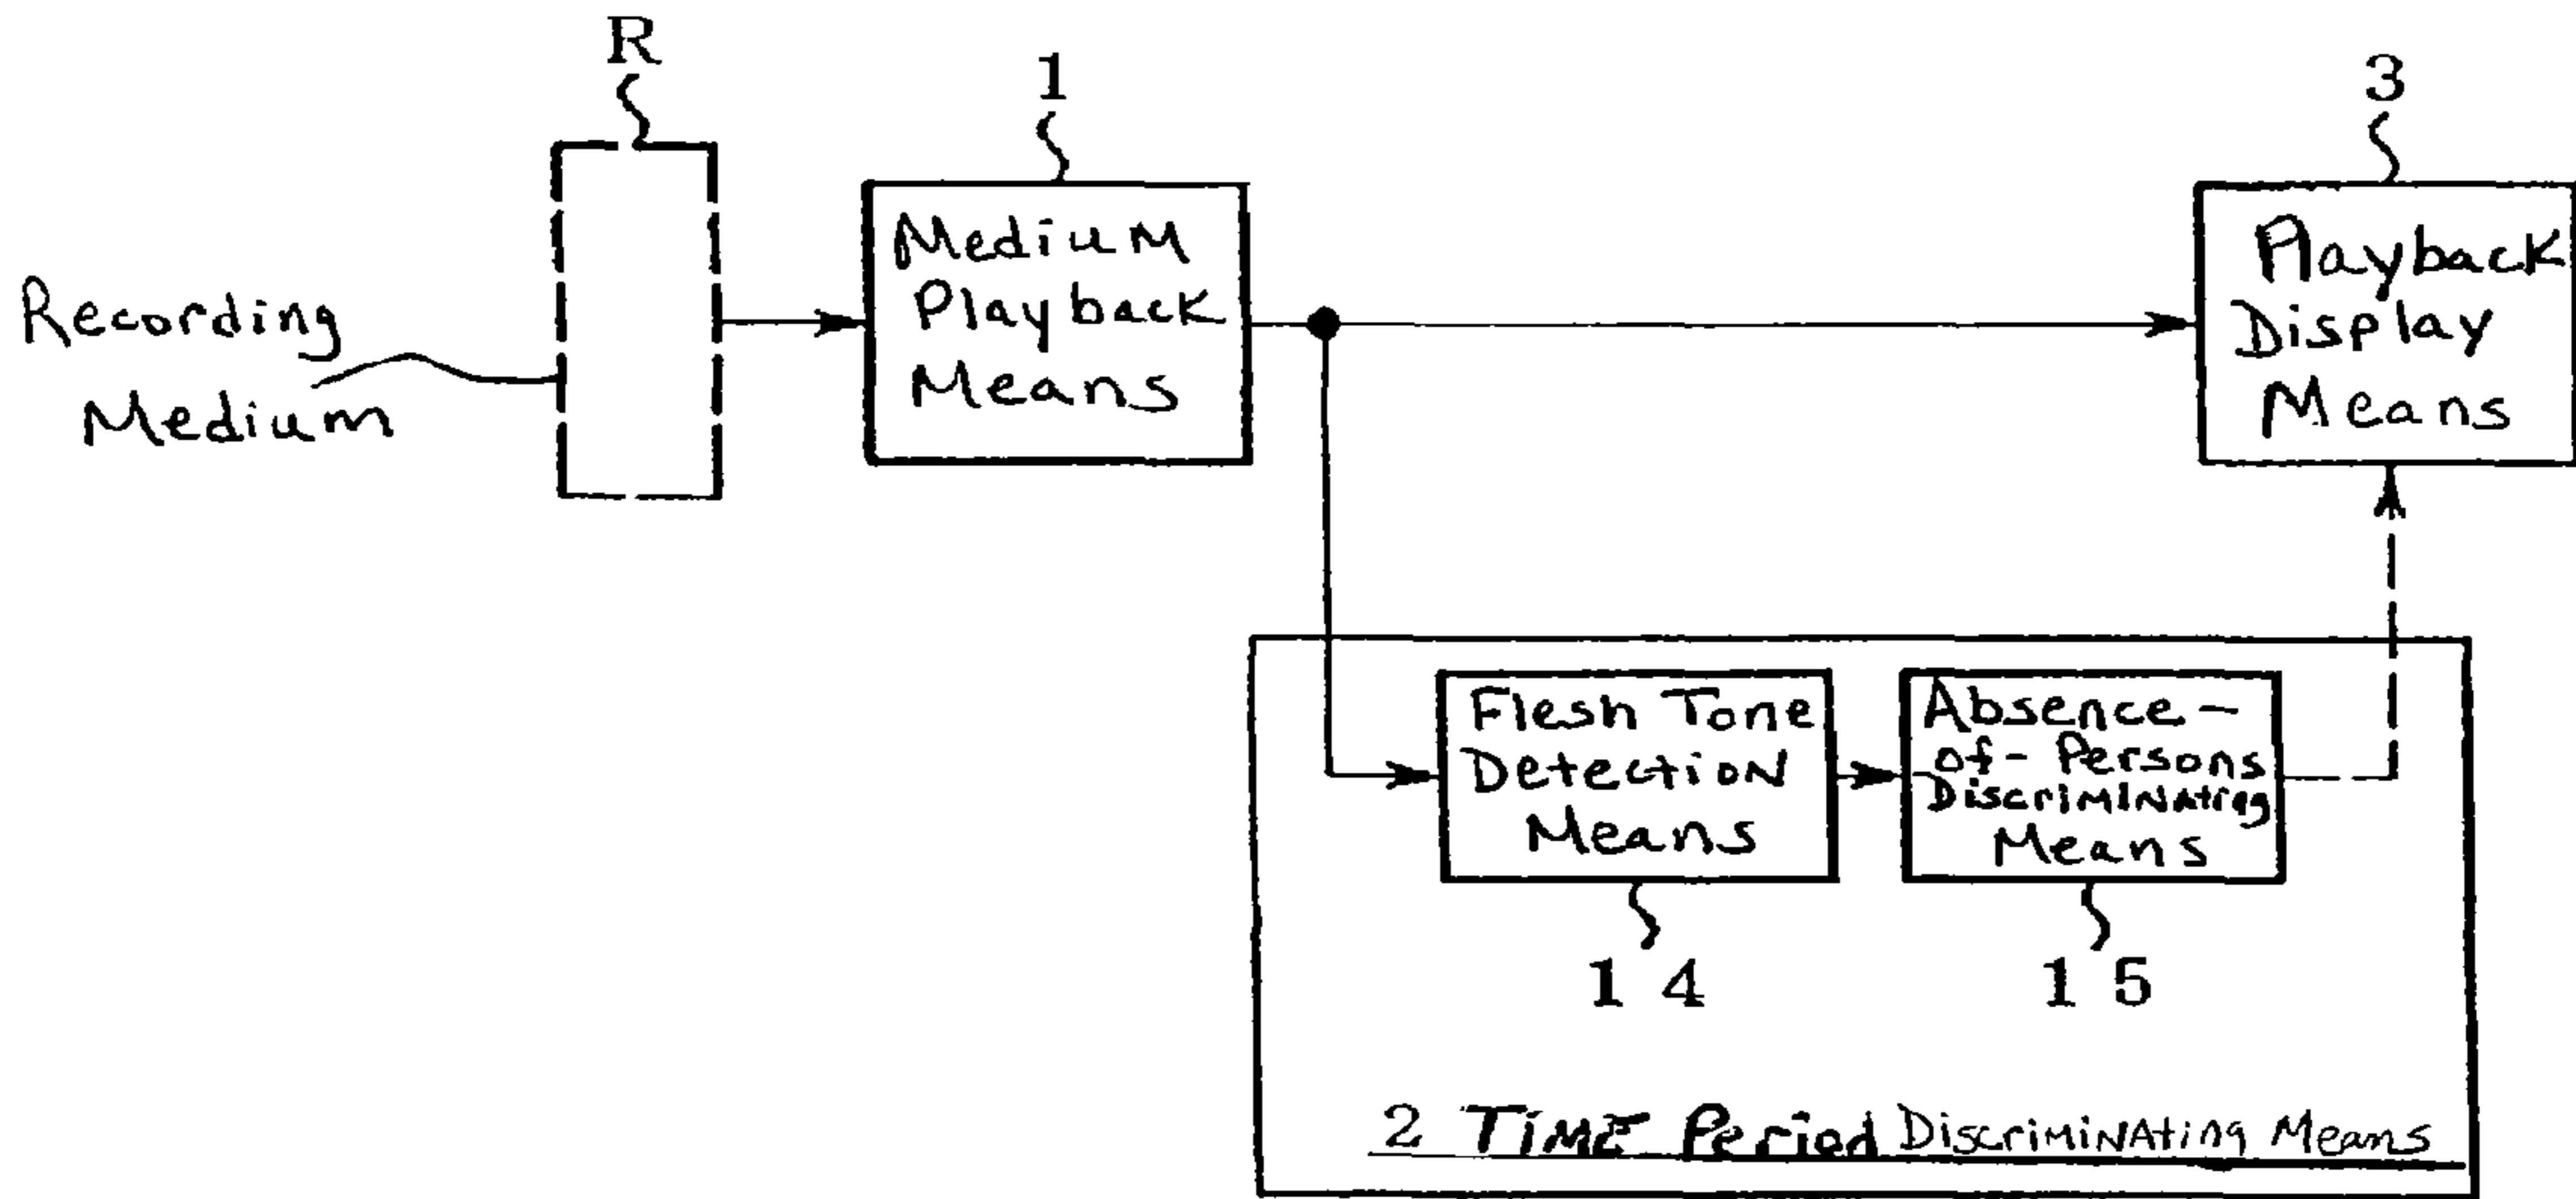 R
1
3
Recording
Medium
Medium
Playback
Means
Playback
Display
Means
Flesh Tone
Detection
Means
Absence-
of-Persons
Discriminating
Means
14
15
2 Time Period Discriminating Means